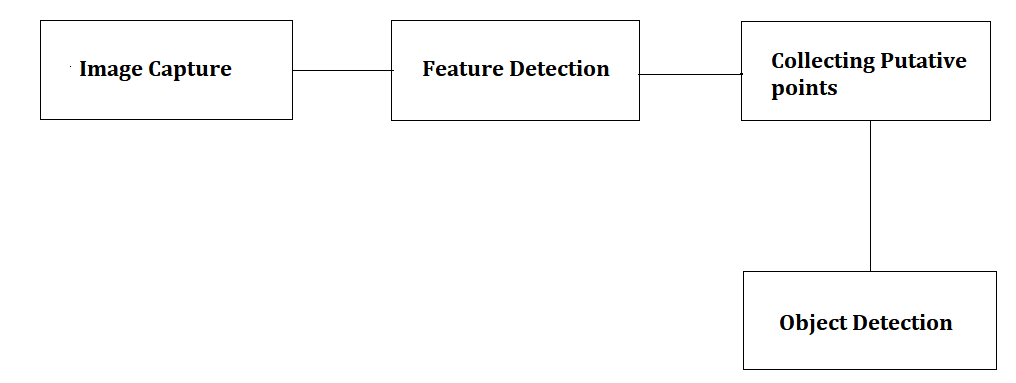 Image Capture
Feature Detection
Collecting Putative
points
Object Detection